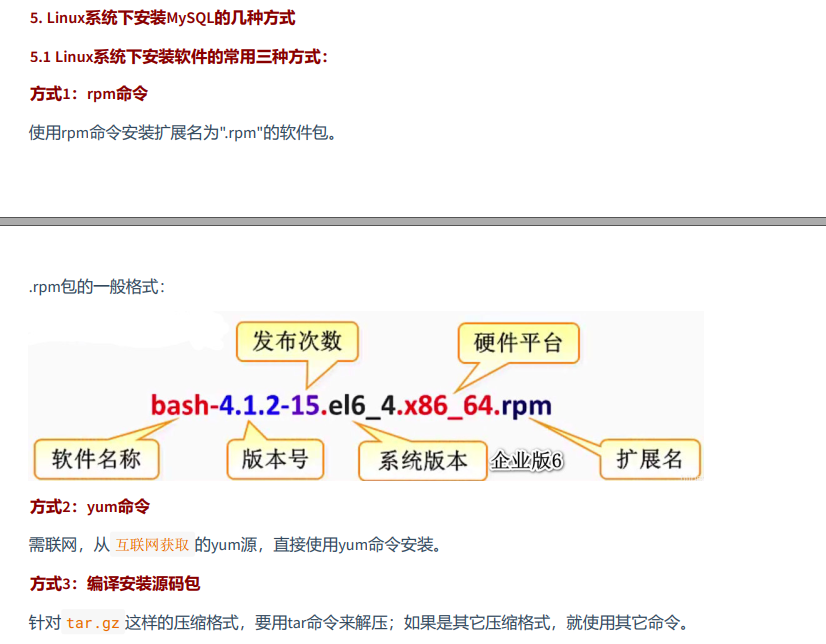 5. Linux系统下安装MySQL的几种方式
5.1 Linux系统下安装软件的常用三种方式：
方式1：rpm命令
使用rpm命令安装扩展名为".rpm"的软件包。
.rpm包的一般格式：
发布次数
硬件平台
bash-4.1.2-15.el6_4.x86_64.rpm
软件名称
版本号
系统版本
企业版6
扩展名
方式2：yum命令
需联网，从 互联网获取 的yum源，直接使用yum命令安装。
方式3：编译安装源码包
针对 tar.gz 这样的压缩格式，要用tar命令来解压；如果是其它压缩格式，就使用其它命令。